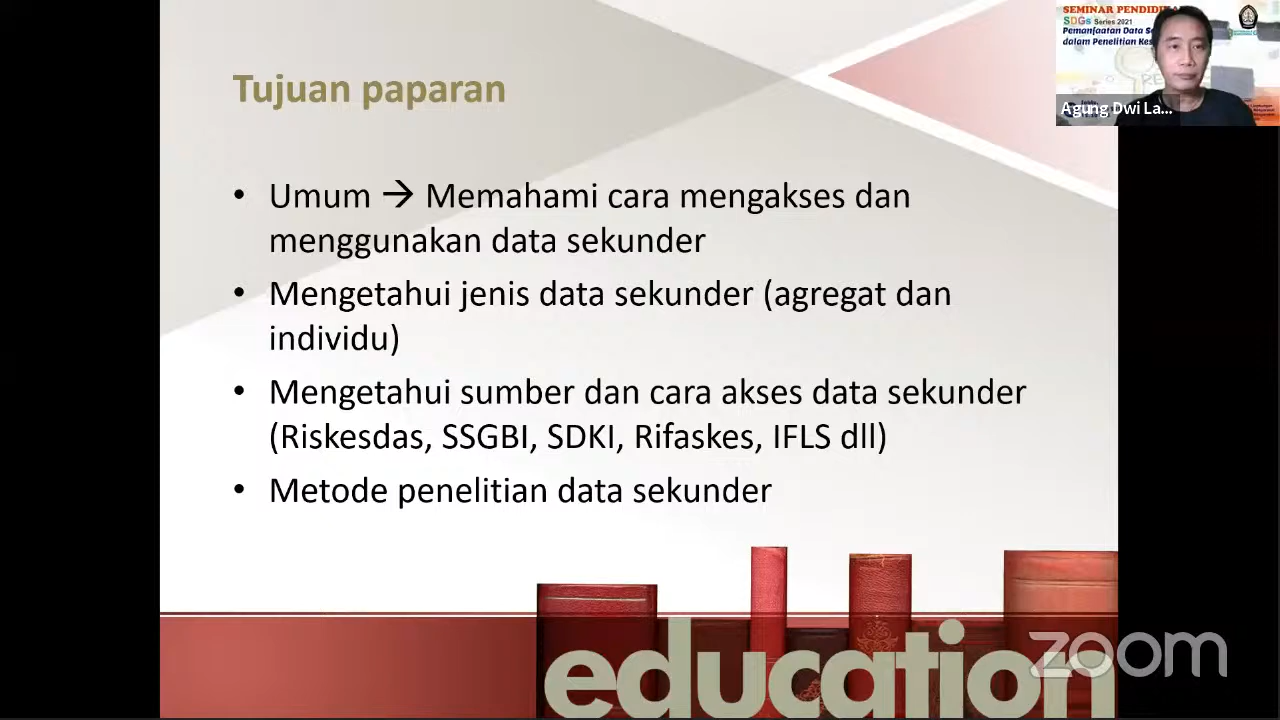 SEMINAR PENDIDI
SDGs Series 2021
Pemanfaatan Data
dalam Penelitian
Agung Dwi La...
Tujuan paparan
• Umum → Memahami cara mengakses dan
menggunakan data sekunder
• Mengetahui jenis data sekunder (agregat dan
individu)
• Mengetahui sumber dan cara akses data sekunder
(Riskesdas, SSGBI, SDKI, Rifaskes, IFLS dll)
• Metode penelitian data sekunder
education
zoom